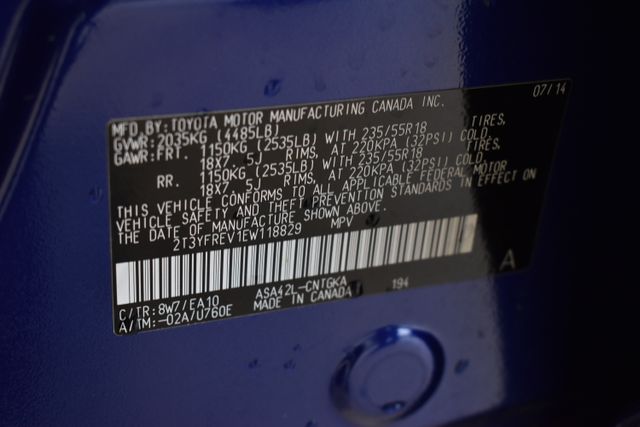 MFD.BY:TOYOTA MOTOR MANUFACTURING CANADA INC. 07/14
GVWR:2035KG (4485LB)
GAWR:FRT. 1150KG (2535LB) WITH 235/55R18 TIRES,
18X7. 5J RIMS, AT 220KPA (32PSI) COLD.
RR. 1150KG (2535LB) WITH 235/55R18 TIRES,
18X7. 5J RIMS, AT 220KPA (32PSI) COLD.
THIS VEHICLE CONFORMS TO ALL APPLICABLE FEDERAL MOTOR
VEHICLE SAFETY AND THEFT PREVENTION STANDARDS IN EFFECT ON
THE DATE OF MANUFACTURE SHOWN ABOVE.
2T3YFREV1EW118829 MPV
A
C/TR:8W7/EA10 ASA42L-CNTGKA 194
A/TM:-02A/U760E MADE IN CANADA